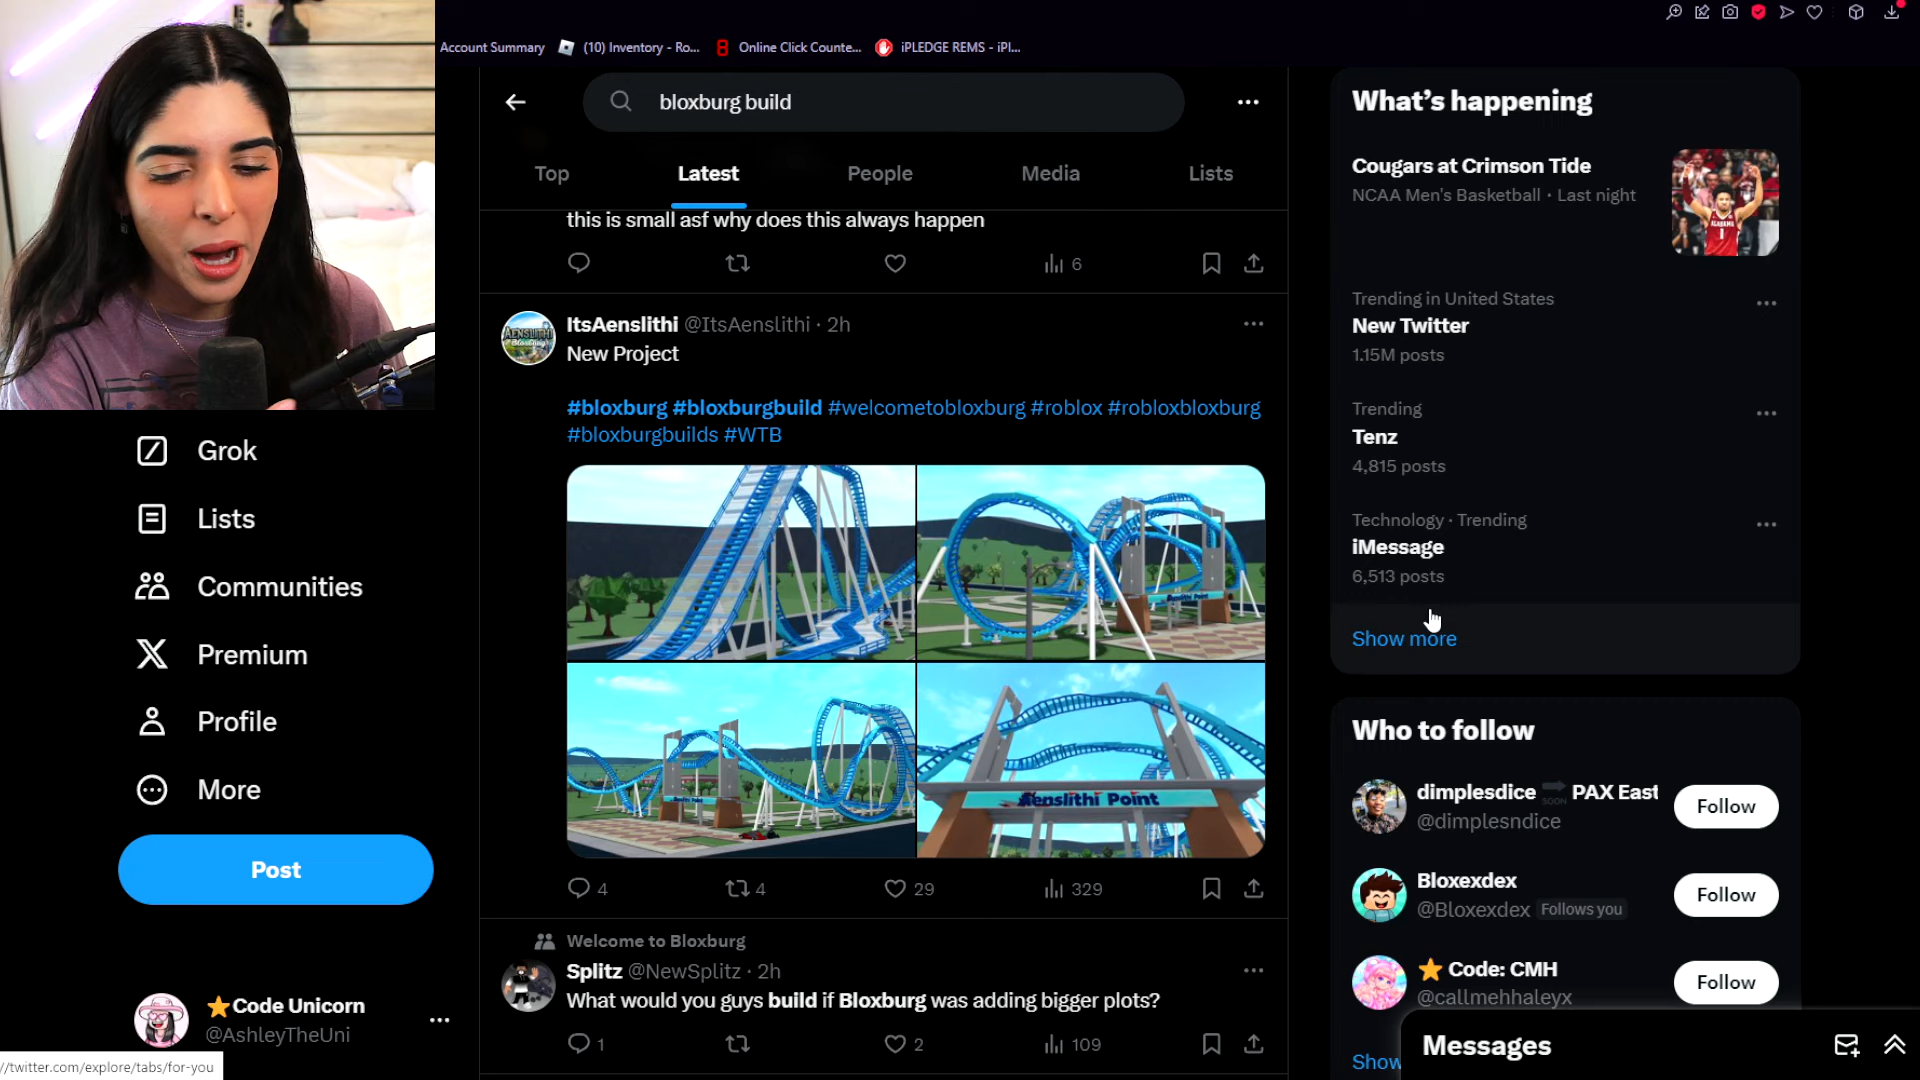 Account Summary
(10) Inventory - Ro...
Online Click Counte...
iPLEDGE REMS - iPl...
bloxburg build
Top
Latest
People
Media
Lists
this is small asf why does this always happen
6
ItsAenslithi @ItsAenslithi · 2h
New Project
#bloxburg #bloxburgbuild #welcometobloxburg #roblox #robloxbloxburg
#bloxburgbuilds #WTB
Aenslithi Point
4
4
29
329
Welcome to Bloxburg
Splitz @NewSplitz · 2h
What would you guys build if Bloxburg was adding bigger plots?
1
2
109
Grok
Lists
Communities
Premium
Profile
More
Post
Code Unicorn
@AshleyTheUni
//twitter.com/explore/tabs/for-you
What's happening
Cougars at Crimson Tide
NCAA Men's Basketball · Last night
Trending in United States
New Twitter
1.15M posts
Trending
Tenz
4,815 posts
Technology · Trending
iMessage
6,513 posts
Show more
Who to follow
dimplesdice SOON PAX East
@dimplesndice
Follow
Bloxexdex
@Bloxexdex Follows you
Follow
Code: CMH
@callmehhaleyx
Follow
Show
Messages